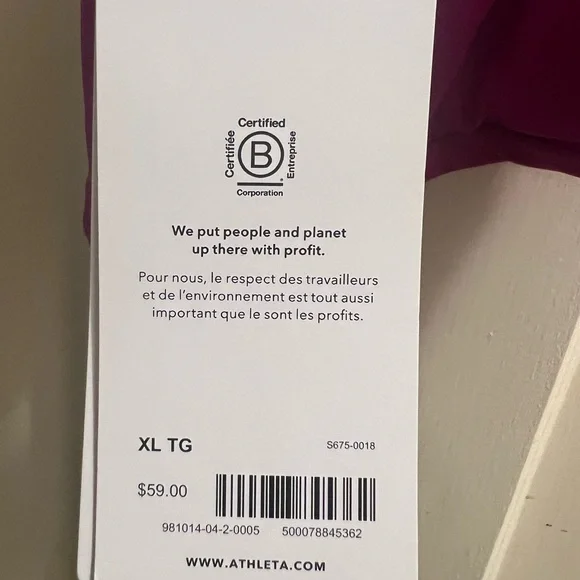 Certified
Certifiée
B
Entreprise
Corporation
We put people and planet
up there with profit.
Pour nous, le respect des travailleurs
et de l'environnement est tout aussi
important que le sont les profits.
XL TG
S675-0018
$59.00
981014-04-2-0005 500078845362
WWW.ATHLETA.COM